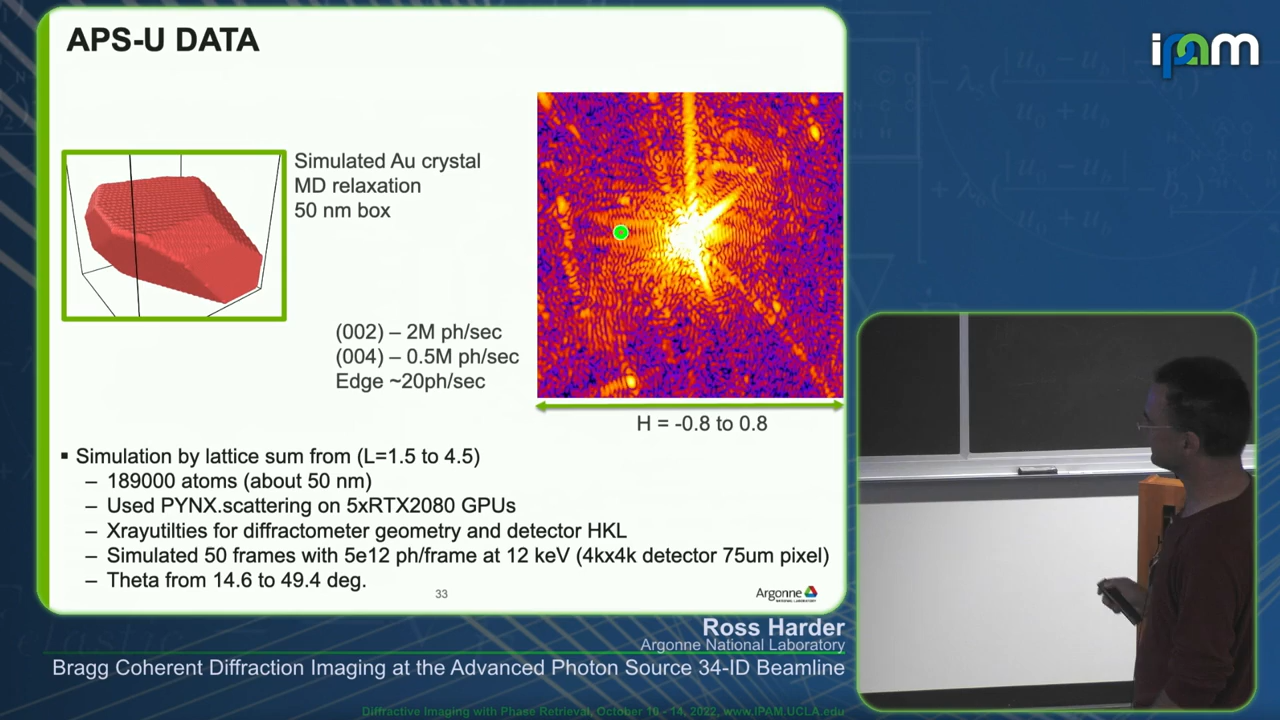 APS-U DATA
ipam
Simulated Au crystal
MD relaxation
50 nm box
(002) – 2M ph/sec
(004) – 0.5M ph/sec
Edge ~20ph/sec
H = -0.8 to 0.8
▪ Simulation by lattice sum from (L=1.5 to 4.5)
– 189000 atoms (about 50 nm)
– Used PYNX.scattering on 5xRTX2080 GPUs
– Xrayutilties for diffractometer geometry and detector HKL
– Simulated 50 frames with 5e12 ph/frame at 12 keV (4kx4k detector 75um pixel)
– Theta from 14.6 to 49.4 deg.
33
Argonne
NATIONAL LABORATORY
Ross Harder
Argonne National Laboratory
Bragg Coherent Diffraction Imaging at the Advanced Photon Source 34-ID Beamline
Diffractive Imaging with Phase Retrieval, October 10 - 14, 2022, www.IPAM.UCLA.edu